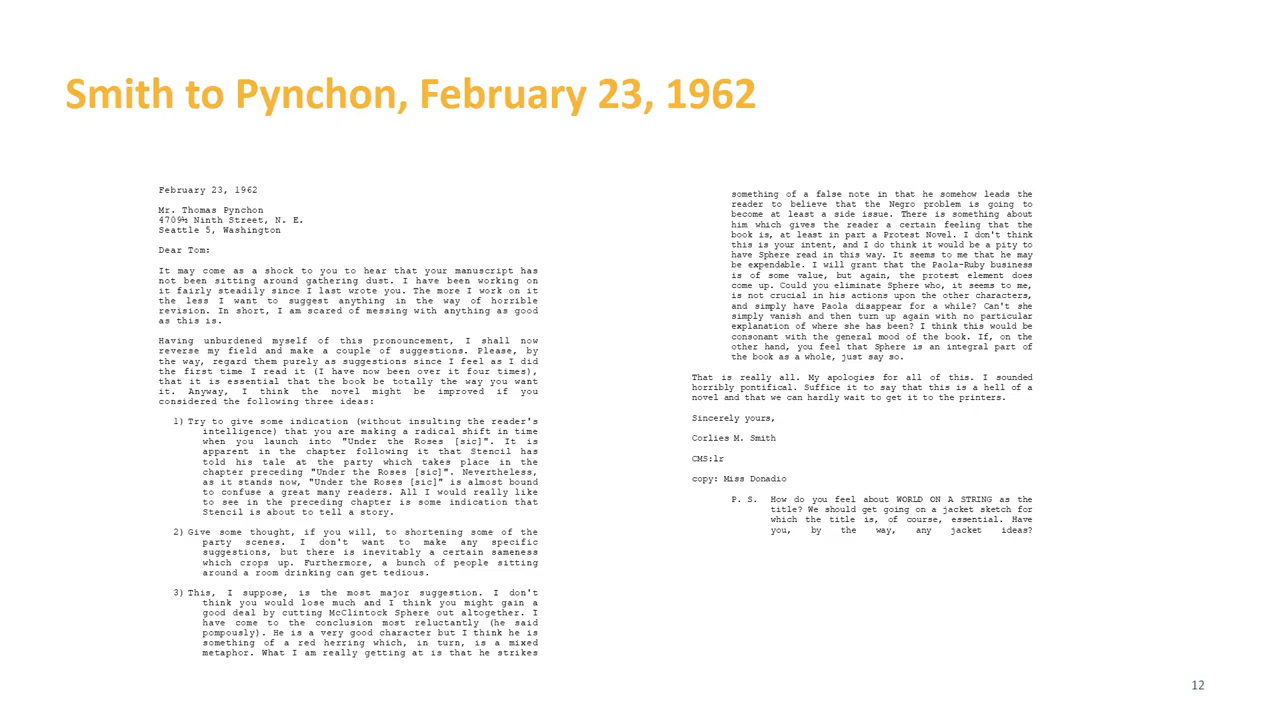 Smith to Pynchon, February 23, 1962
February 23, 1962
Mr. Thomas Pynchon
4709½ Ninth Street, N. E.
Seattle 5, Washington
Dear Tom:
It may come as a shock to you to hear that your manuscript has
not been sitting around gathering dust. I have been working on
it fairly steadily since I last wrote you. The more I work on it
the less I want to suggest anything in the way of horrible
revision. In short, I am scared of messing with anything as good
as this is.
Having unburdened myself of this pronouncement, I shall now
reverse my field and make a couple of suggestions. Please, by
the way, regard them purely as suggestions since I feel as I did
the first time I read it (I have now been over it four times),
that it is essential that the book be totally the way you want
it. Anyway, I think the novel might be improved if you
considered the following three ideas:
1) Try to give some indication (without insulting the reader's
intelligence) that you are making a radical shift in time
when you launch into "Under the Roses [sic]". It is
apparent in the chapter following it that Stencil has
told his tale at the party which takes place in the
chapter preceding "Under the Roses [sic]". Nevertheless,
as it stands now, "Under the Roses [sic]" is almost bound
to confuse a great many readers. All I would really like
to see in the preceding chapter is some indication that
Stencil is about to tell a story.
2) Give some thought, if you will, to shortening some of the
party scenes. I don't want to make any specific
suggestions, but there is inevitably a certain sameness
which crops up. Furthermore, a bunch of people sitting
around a room drinking can get tedious.
3) This, I suppose, is the most major suggestion. I don't
think you would lose much and I think you might gain a
good deal by cutting McClintock Sphere out altogether. I
have come to the conclusion most reluctantly (he said
pompously). He is a very good character but I think he is
something of a red herring which, in turn, is a mixed
metaphor. What I am really getting at is that he strikes
something of a false note in that he somehow leads the
reader to believe that the Negro problem is going to
become at least a side issue. There is something about
him which gives the reader a certain feeling that the
book is, at least in part a Protest Novel. I don't think
this is your intent, and I do think it would be a pity to
have Sphere read in this way. It seems to me that he may
be expendable. I will grant that the Paola-Ruby business
is of some value, but again, the protest element does
come up. Could you eliminate Sphere who, it seems to me,
is not crucial in his actions upon the other characters,
and simply have Paola disappear for a while? Can't she
simply vanish and then turn up again with no particular
explanation of where she has been? I think this would be
consonant with the general mood of the book. If, on the
other hand, you feel that Sphere is an integral part of
the book as a whole, just say so.
That is really all. My apologies for all of this. I sounded
horribly pontifical. Suffice it to say that this is a hell of a
novel and that we can hardly wait to get it to the printers.
Sincerely yours,
Corlies M. Smith
CMS:lr
copy: Miss Donadio
P. S. How do you feel about WORLD ON A STRING as the
title? We should get going on a jacket sketch for
which the title is, of course, essential. Have
you, by the way, any jacket ideas?
12